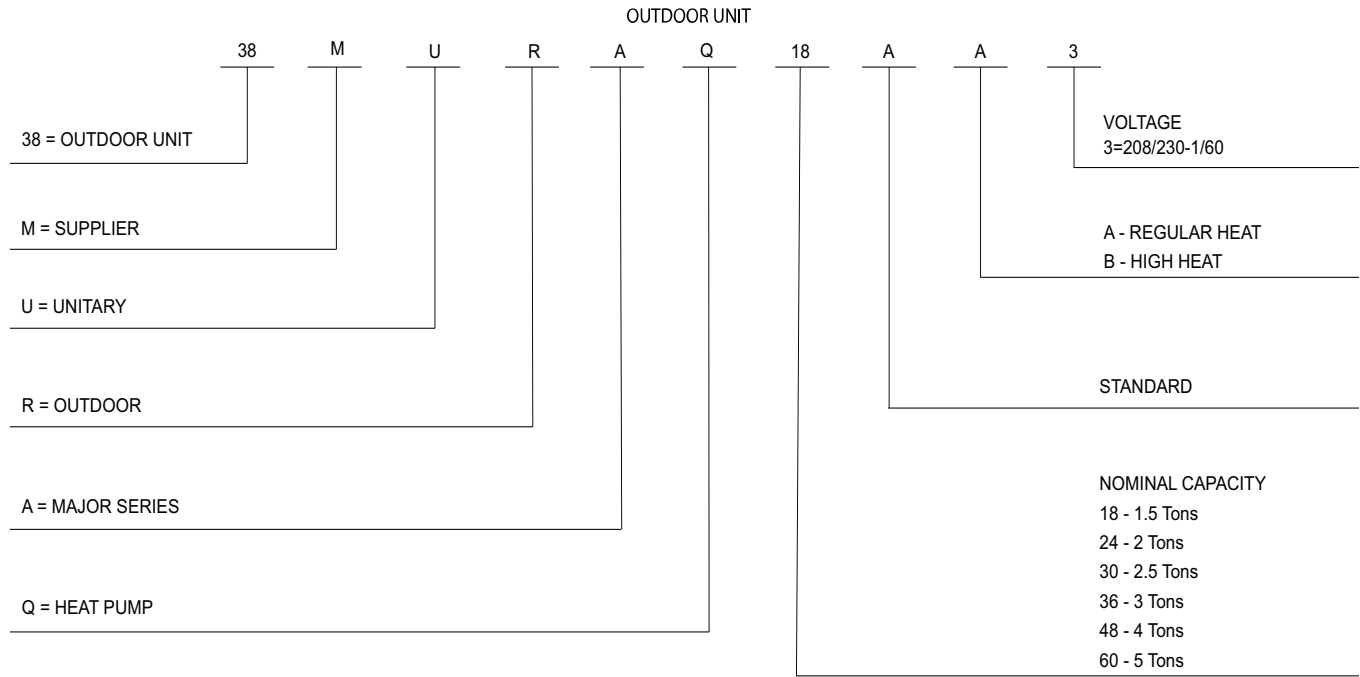 OUTDOOR UNIT
38 M U R A Q 18 A A 3
38 = OUTDOOR UNIT
M = SUPPLIER
U = UNITARY
R = OUTDOOR
A = MAJOR SERIES
Q = HEAT PUMP
VOLTAGE
3=208/230-1/60
A - REGULAR HEAT
B - HIGH HEAT
STANDARD
NOMINAL CAPACITY
18 - 1.5 Tons
24 - 2 Tons
30 - 2.5 Tons
36 - 3 Tons
48 - 4 Tons
60 - 5 Tons